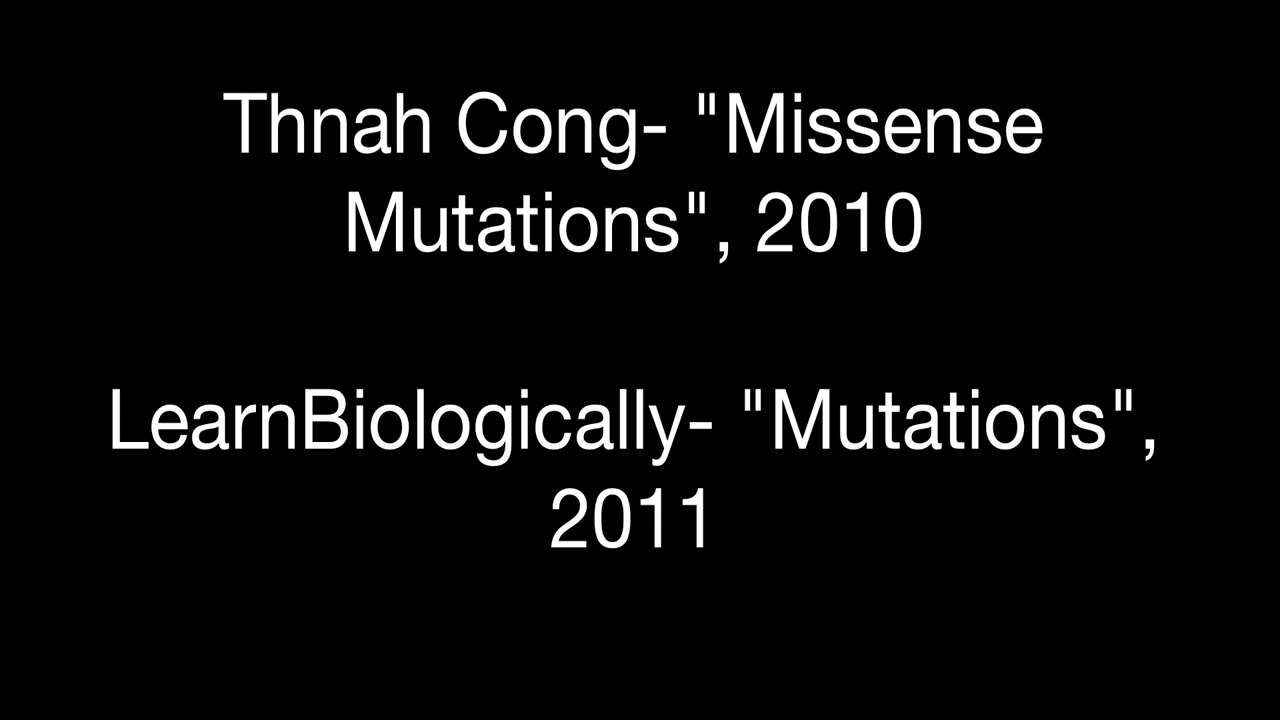 Thnah Cong- "Missense
Mutations", 2010
LearnBiologically- "Mutations",
2011